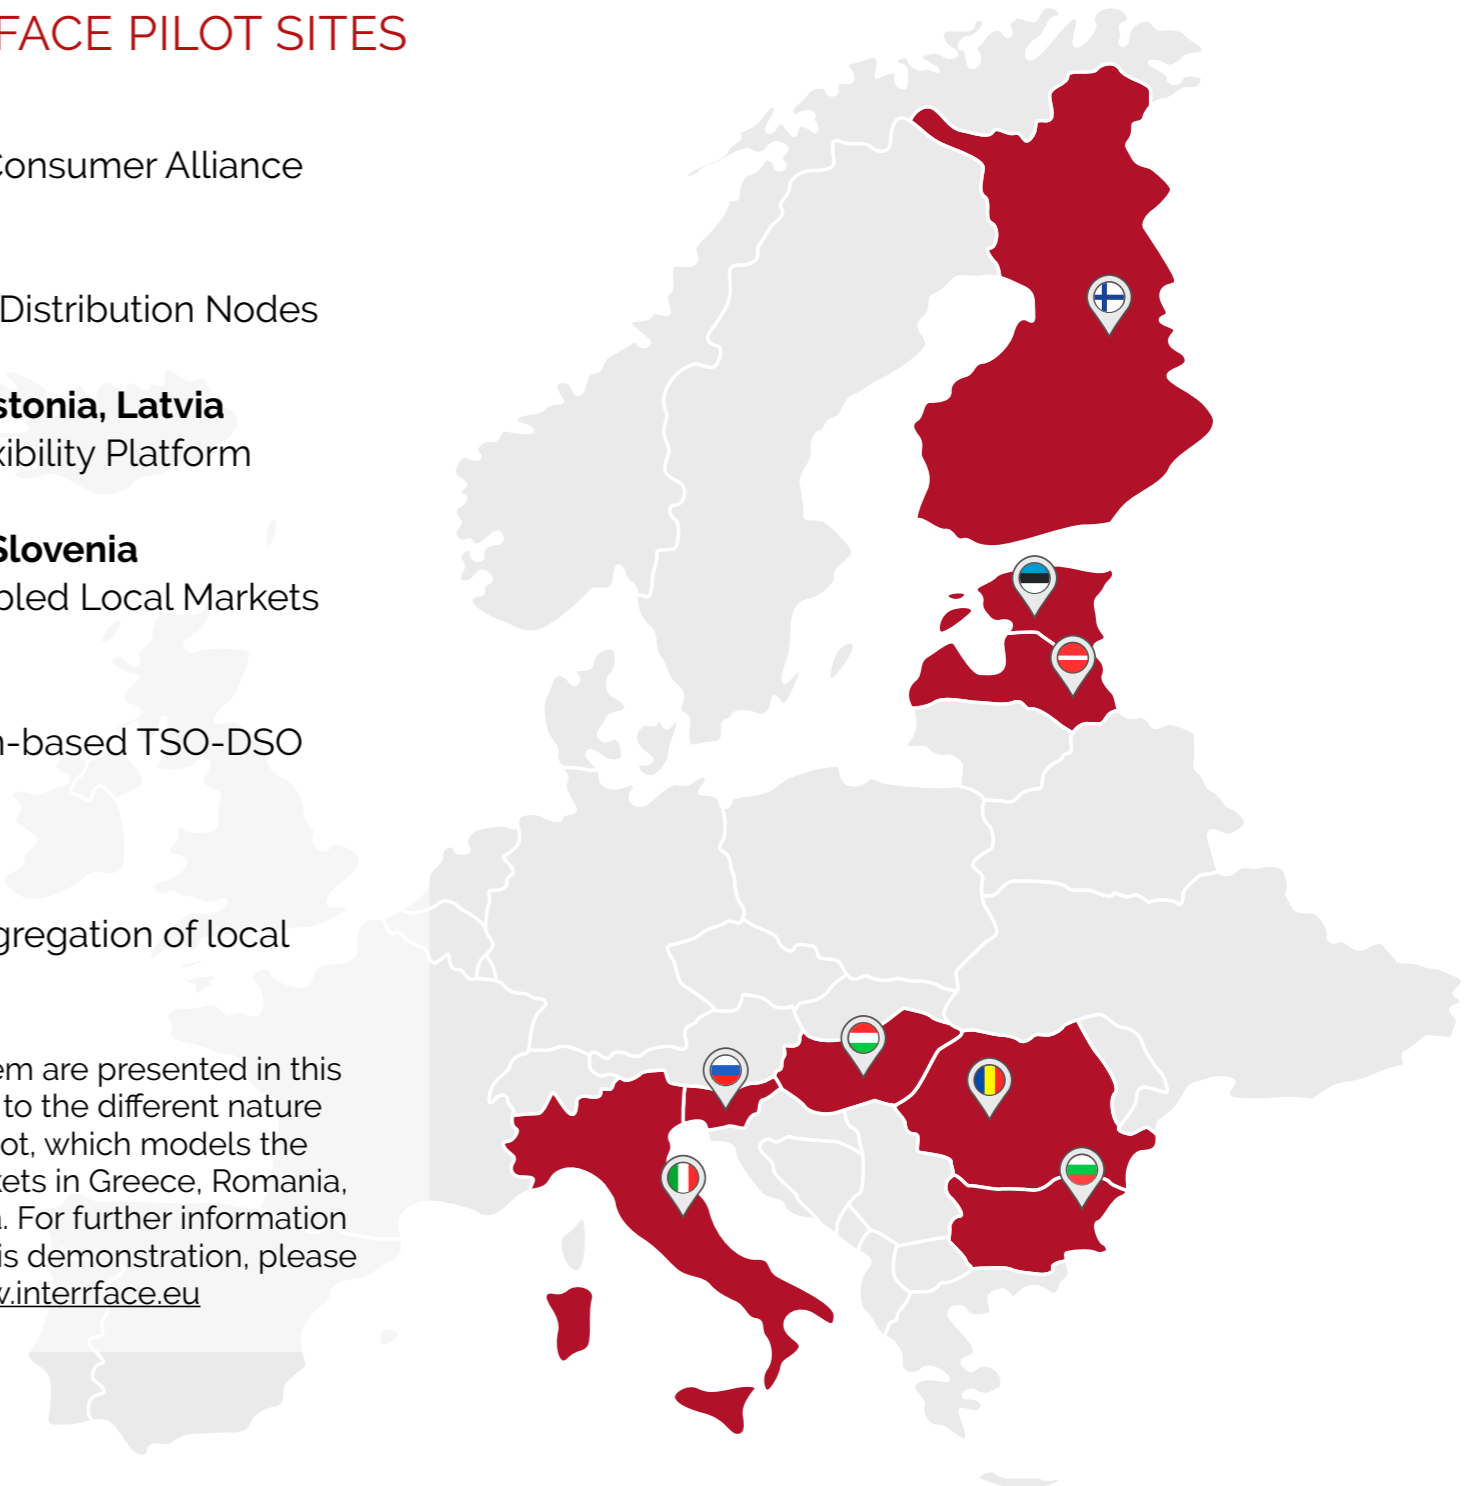 FACE PILOT SITES
Consumer Alliance
Distribution Nodes
stonia, Latvia
xibility Platform
Slovenia
bled Local Markets
n-based TSO-DSO
gregation of local
em are presented in this
to the different nature
ot, which models the
kets in Greece, Romania,
. For further information
is demonstration, please
w.interrface.eu